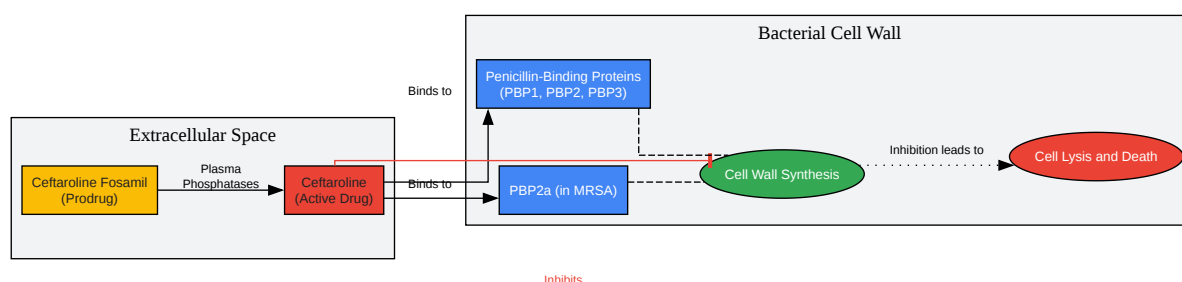 Bacterial Cell Wall
Penicillin-Binding Proteins
(PBP1, PBP2, PBP3)
Binds to
Extracellular Space
Plasma
Phosphatases
Ceftaroline Fosamil
(Prodrug)
Ceftaroline
(Active Drug)
Binds to
PBP2a (in MRSA)
Cell Wall Synthesis
Inhibition leads to
Cell Lysis and Death
Inhibits